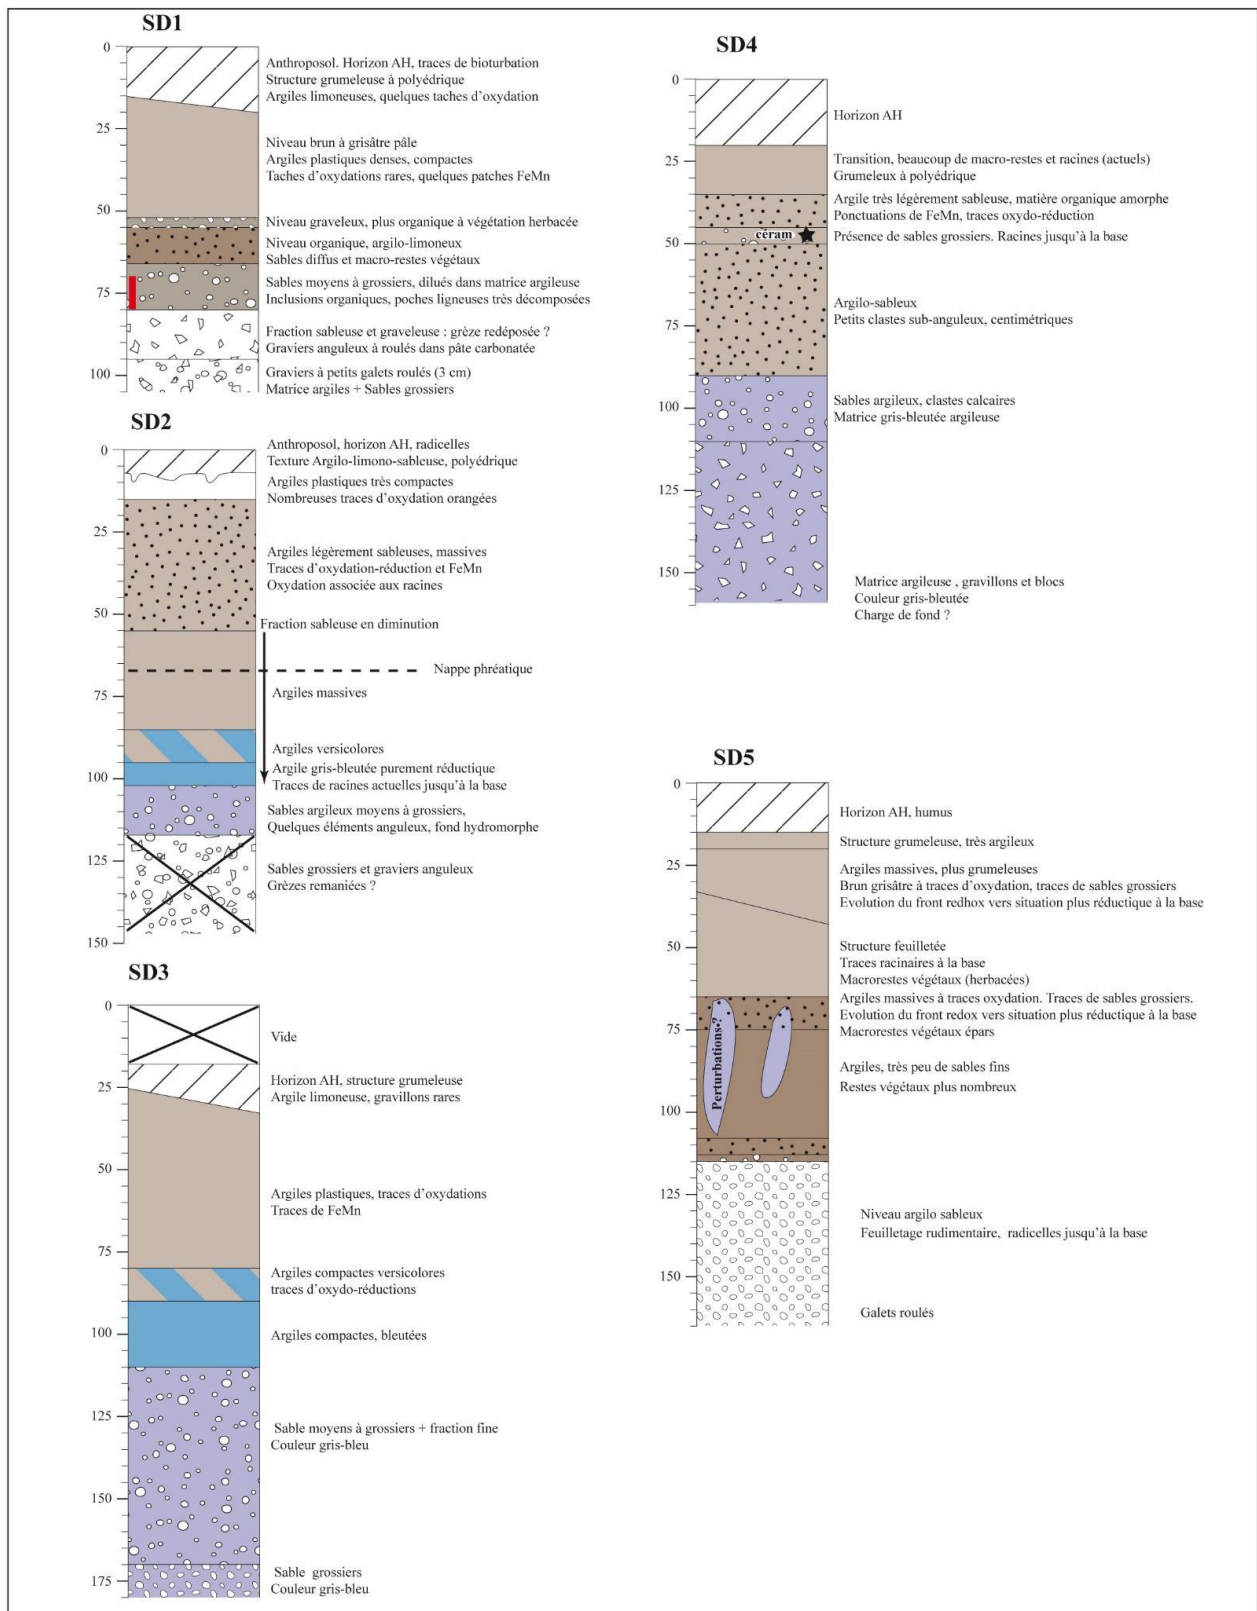 SD1
0
25
50
75
100
Anthroposol. Horizon AH, traces de bioturbation
Structure grumeleuse à polyédrique
Argiles limoneuses, quelques taches d'oxydation
Niveau brun à grisâtre pâle
Argiles plastiques denses, compactes
Taches d'oxydations rares, quelques patches FeMn
Niveau graveleux, plus organique à végétation herbacée
Niveau organique, argilo-limoneux
Sables diffus et macro-restes végétaux
Sables moyens à grossiers, dilués dans matrice argileuse
Inclusions organiques, poches ligneuses très décomposées
Fraction sableuse et graveleuse : grèze redéposée ?
Graviers anguleux à roulés dans pâte carbonatée
Graviers à petits galets roulés (3 cm)
Matrice argiles + Sables grossiers
SD2
0
25
50
75
100
125
150
Anthroposol, horizon AH, radicelles
Texture Argilo-limono-sableuse, polyédrique
Argiles plastiques très compactes
Nombreuses traces d'oxydation orangées
Argiles légèrement sableuses, massives
Traces d'oxydation-réduction et FeMn
Oxydation associée aux racines
Fraction sableuse en diminution
Nappe phréatique
Argiles massives
Argiles versicolores
Argile gris-bleutée purement réductique
Traces de racines actuelles jusqu'à la base
Sables argileux moyens à grossiers,
Quelques éléments anguleux, fond hydromorphe
Sables grossiers et graviers anguleux
Grèzes remaniées ?
SD3
0
25
50
75
100
125
150
175
Vide
Horizon AH, structure grumeleuse
Argile limoneuse, gravillons rares
Argiles plastiques, traces d'oxydations
Traces de FeMn
Argiles compactes versicolores
traces d'oxydo-réductions
Argiles compactes, bleutées
Sable moyens à grossiers + fraction fine
Couleur gris-bleu
Sable grossiers
Couleur gris-bleu
SD4
0
25
50
75
100
125
150
Horizon AH
Transition, beaucoup de macro-restes et racines (actuels)
Grumeleux à polyédrique
Argile très légèrement sableuse, matière organique amorphe
Ponctuations de FeMn, traces oxydo-réduction
céram
Présence de sables grossiers. Racines jusqu'à la base
Argilo-sableux
Petits clastes sub-anguleux, centimétriques
Sables argileux, clastes calcaires
Matrice gris-bleutée argileuse
Matrice argileuse , gravillons et blocs
Couleur gris-bleutée
Charge de fond ?
SD5
0
25
50
75
100
125
150
Horizon AH, humus
Structure grumeleuse, très argileux
Argiles massives, plus grumeleuses
Brun grisâtre à traces d'oxydation, traces de sables grossiers
Evolution du front redhox vers situation plus réductique à la base
Structure feuilletée
Traces racinaires à la base
Macrorestes végétaux (herbacées)
Argiles massives à traces oxydation. Traces de sables grossiers.
Evolution du front redox vers situation plus réductique à la base
Macrorestes végétaux épars
Perturbations ?
Argiles, très peu de sables fins
Restes végétaux plus nombreux
Niveau argilo sableux
Feuilletage rudimentaire, radicelles jusqu'à la base
Galets roulés